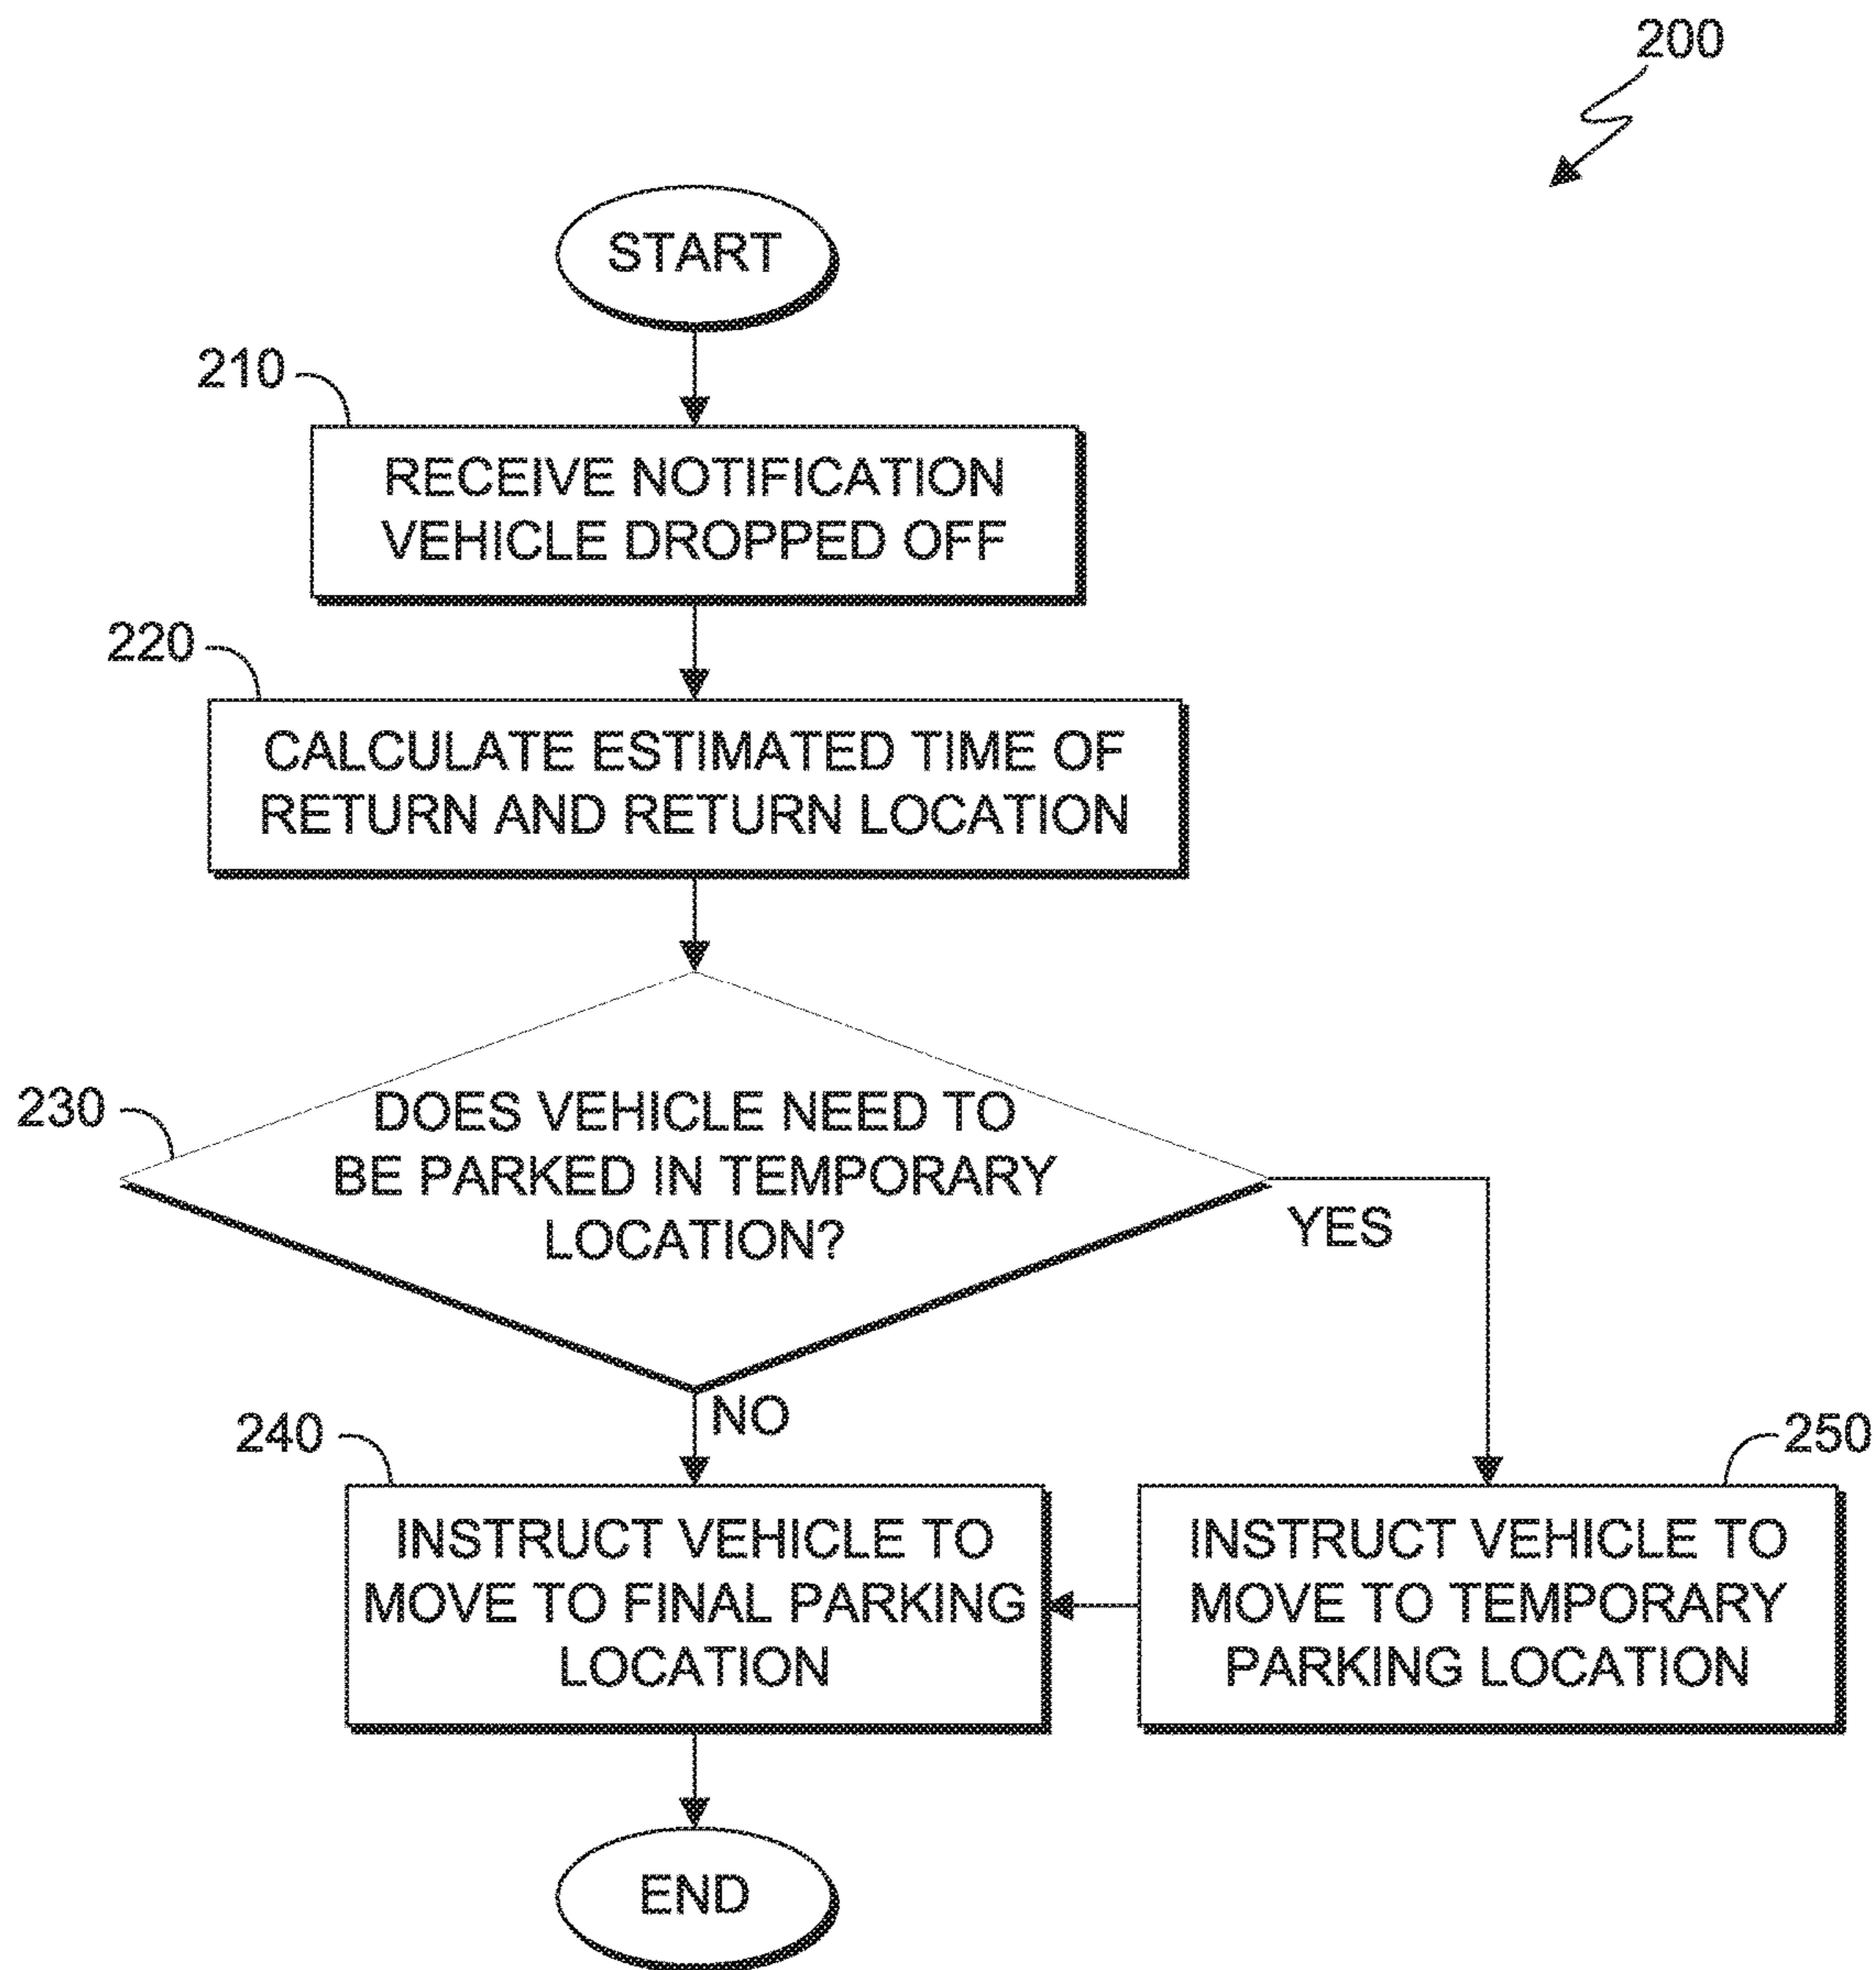 200
START
210
RECEIVE NOTIFICATION
VEHICLE DROPPED OFF
220
CALCULATE ESTIMATED TIME OF
RETURN AND RETURN LOCATION
230
DOES VEHICLE NEED TO
BE PARKED IN TEMPORARY
LOCATION?
YES
NO
240
INSTRUCT VEHICLE TO
MOVE TO FINAL PARKING
LOCATION
250
INSTRUCT VEHICLE TO
MOVE TO TEMPORARY
PARKING LOCATION
END